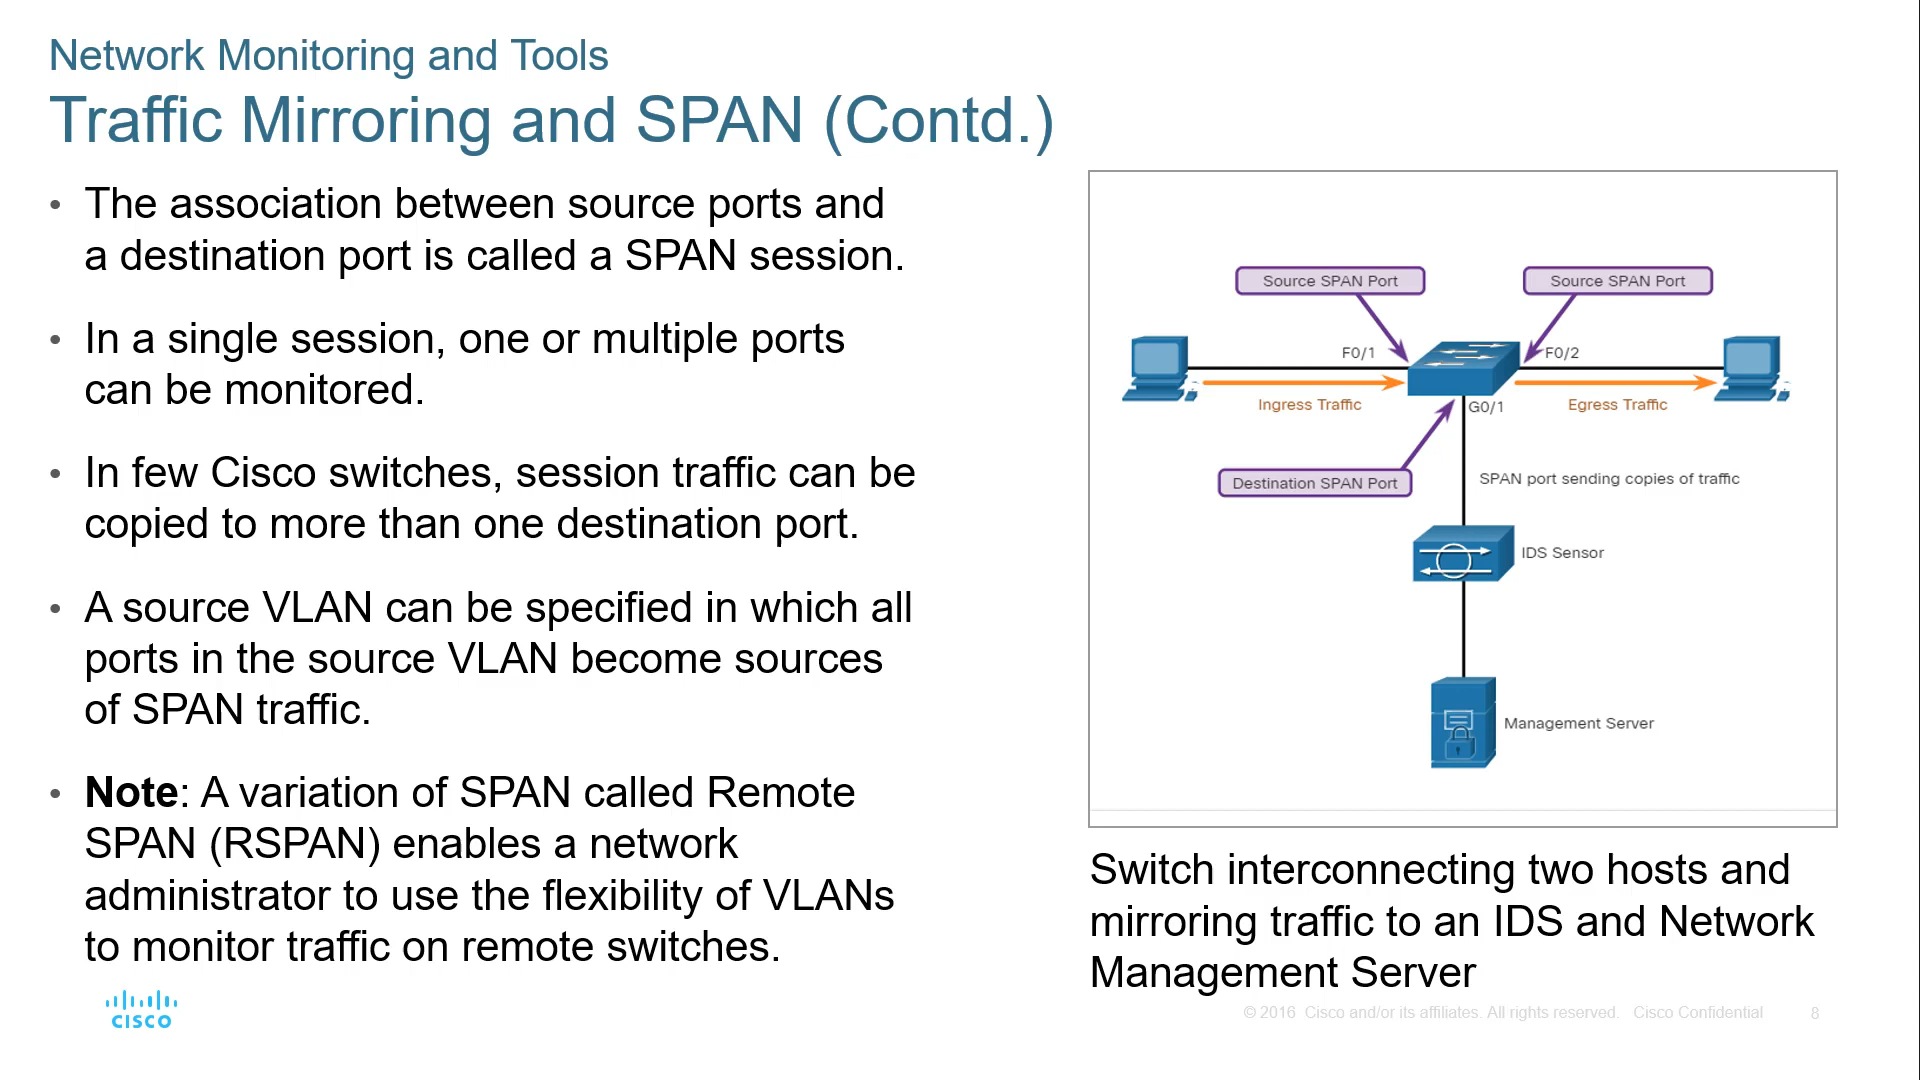 Network Monitoring and Tools
Traffic Mirroring and SPAN (Contd.)
• The association between source ports and
a destination port is called a SPAN session.
• In a single session, one or multiple ports
can be monitored.
• In few Cisco switches, session traffic can be
copied to more than one destination port.
• A source VLAN can be specified in which all
ports in the source VLAN become sources
of SPAN traffic.
• Note: A variation of SPAN called Remote
SPAN (RSPAN) enables a network
administrator to use the flexibility of VLANs
to monitor traffic on remote switches.
Source SPAN Port
Source SPAN Port
F0/1
F0/2
Ingress Traffic
Egress Traffic
G0/1
Destination SPAN Port
SPAN port sending copies of traffic
IDS Sensor
Management Server
Switch interconnecting two hosts and
mirroring traffic to an IDS and Network
Management Server
CISCO
© 2016 Cisco and/or its affiliates. All rights reserved. Cisco Confidential
8